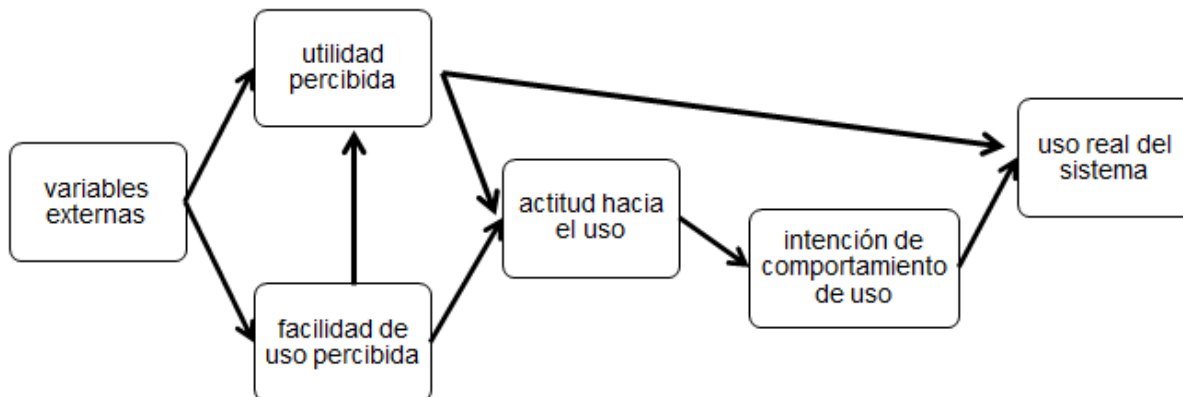 utilidad
percibida
variables
externas
facilidad de
uso percibida
actitud hacia
el uso
intención de
comportamiento
de uso
uso real del
sistema